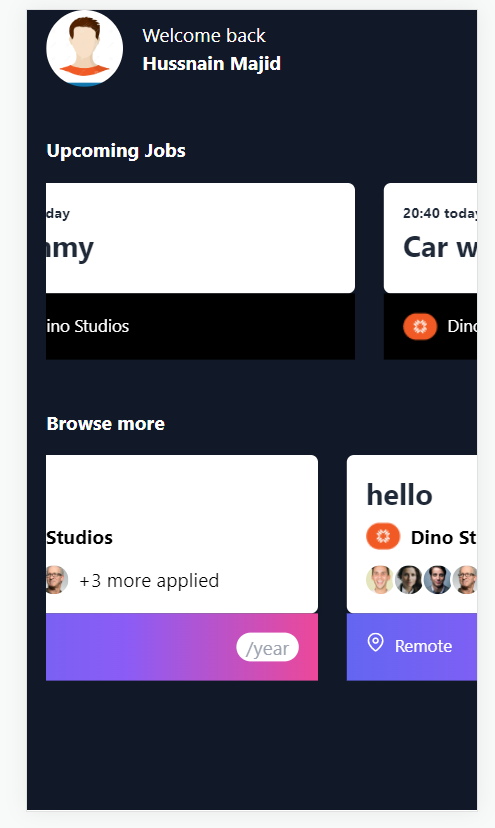 Welcome back
Hussnain Majid
Upcoming Jobs
day
20:40 today
mmy
Car w
ino Studios
Dino
Browse more
hello
Studios
Dino St
+3 more applied
/year
Remote